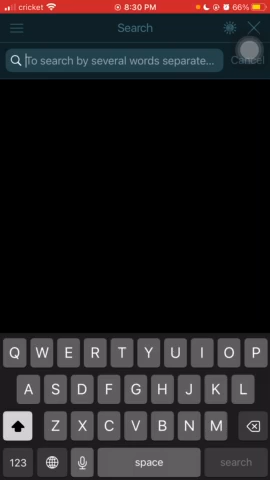 cricket 8:30 PM 66%
Search
To search by several words separate... Cancel
Q W E R T Y U I O P
A S D F G H J K L
Z X C V B N M
123 space search